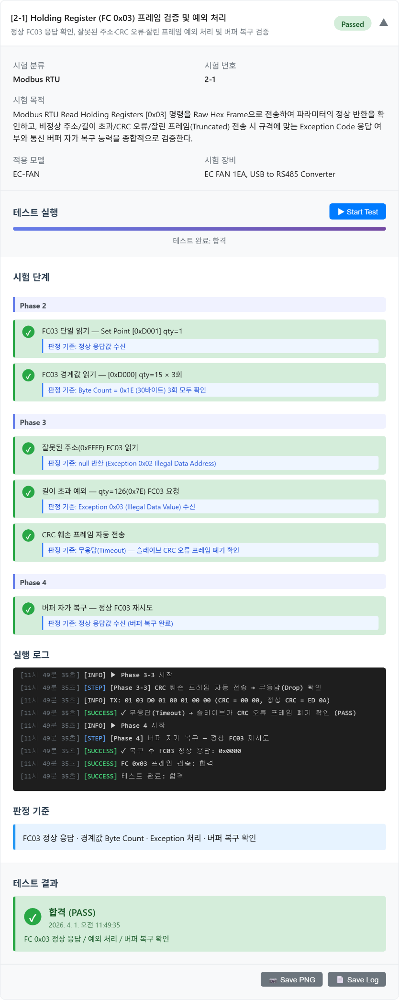 [2-1] Holding Register (FC 0x03) 프레임 검증 및 예외 처리
정상 FC03 응답 확인, 잘못된 주소·CRC 오류·잘린 프레임 예외 처리 및 버퍼 복구 검증
Passed ▲
시험 분류
Modbus RTU
시험 번호
2-1
시험 목적
Modbus RTU Read Holding Registers [0x03] 명령을 Raw Hex Frame으로 전송하여 파라미터의 정상 반환을 확
인하고, 비정상 주소/길이 초과/CRC 오류/잘린 프레임(Truncated) 전송 시 규격에 맞는 Exception Code 응답 여
부와 통신 버퍼 자가 복구 능력을 종합적으로 검증한다.
적용 모델
EC-FAN
시험 장비
EC FAN 1EA, USB to RS485 Converter
테스트 실행
▶ Start Test
테스트 완료: 합격
시험 단계
Phase 2
✓ FC03 단일 읽기 — Set Point [0xD001] qty=1
판정 기준: 정상 응답값 수신
✓ FC03 경계값 읽기 — [0xD000] qty=15 × 3회
판정 기준: Byte Count = 0x1E (30바이트) 3회 모두 확인
Phase 3
✓ 잘못된 주소(0xFFFF) FC03 읽기
판정 기준: null 반환 (Exception 0x02 Illegal Data Address)
✓ 길이 초과 예외 — qty=126(0x7E) FC03 요청
판정 기준: Exception 0x03 (Illegal Data Value) 수신
✓ CRC 훼손 프레임 자동 전송
판정 기준: 무응답(Timeout) — 슬레이브 CRC 오류 프레임 폐기 확인
Phase 4
✓ 버퍼 자가 복구 — 정상 FC03 재시도
판정 기준: 정상 응답값 수신 (버퍼 복구 완료)
실행 로그
[11시 49분 35초] [INFO] ▶ Phase 3-3 시작
[11시 49분 35초] [STEP] [Phase 3-3] CRC 훼손 프레임 자동 전송 → 무응답(Drop) 확인
[11시 49분 35초] [INFO] TX: 01 03 D0 01 00 01 00 00 (CRC = 00 00, 정상 CRC = ED 0A)
[11시 49분 35초] [SUCCESS] ✓ 무응답(Timeout) → 슬레이브가 CRC 오류 프레임 폐기 확인 (PASS)
[11시 49분 35초] [INFO] ▶ Phase 4 시작
[11시 49분 35초] [STEP] [Phase 4] 버퍼 자가 복구 — 정상 FC03 재시도
[11시 49분 35초] [SUCCESS] ✓ 복구 후 FC03 정상 응답: 0x0000
[11시 49분 35초] [SUCCESS] FC 0x03 프레임 검증: 합격
[11시 49분 35초] [SUCCESS] 테스트 완료: 합격
판정 기준
FC03 정상 응답 · 경계값 Byte Count · Exception 처리 · 버퍼 복구 확인
테스트 결과
✓ 합격 (PASS)
2026. 4. 1. 오전 11:49:35
FC 0x03 정상 응답 / 예외 처리 / 버퍼 복구 확인
Save PNG
Save Log